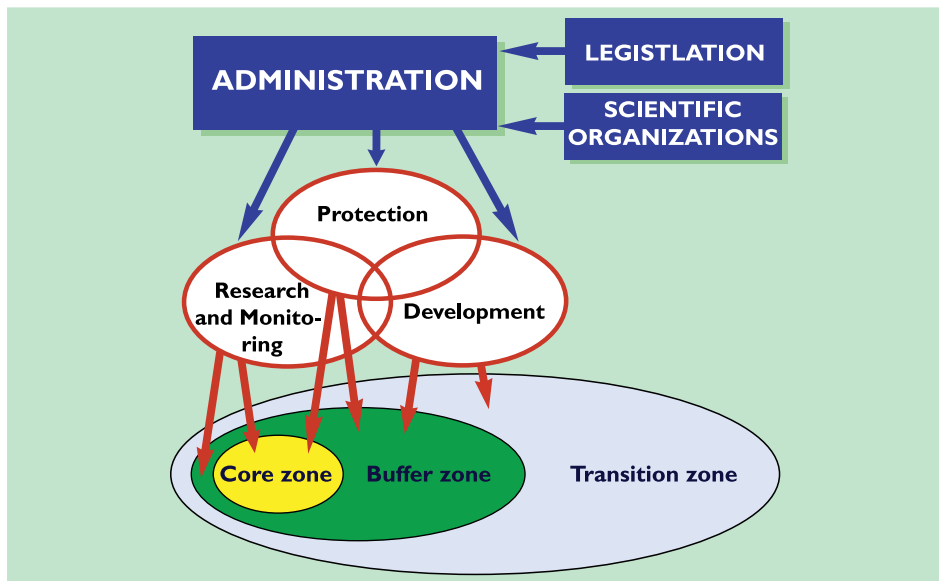 ADMINISTRATION
LEGISTLATION
SCIENTIFIC
ORGANIZATIONS
Protection
Research
and Monito-
ring
Development
Core zone
Buffer zone
Transition zone